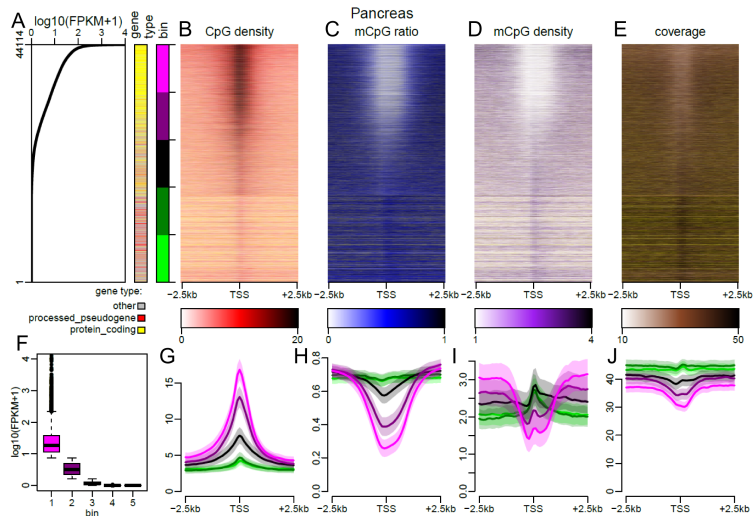 Pancreas
A
log10(FPKM+1)
0 1 2 3 4
gene type
bin
B CpG density
C mCpG ratio
D mCpG density
E coverage
44114
1
−2.5kb TSS +2.5kb
−2.5kb TSS +2.5kb
−2.5kb TSS +2.5kb
−2.5kb TSS +2.5kb
gene type:
other
processed_pseudogene
protein_coding
0 20
0 1
1 4
10 50
F
log10(FPKM+1)
4
3
2
1
0
1 2 3 4 5
bin
G
15
10
5
0
−2.5kb TSS +2.5kb
H
0.8
0.6
0.4
0.2
0.0
−2.5kb TSS +2.5kb
I
3.0
2.0
1.0
0.0
−2.5kb TSS +2.5kb
J
40
30
20
10
0
−2.5kb TSS +2.5kb